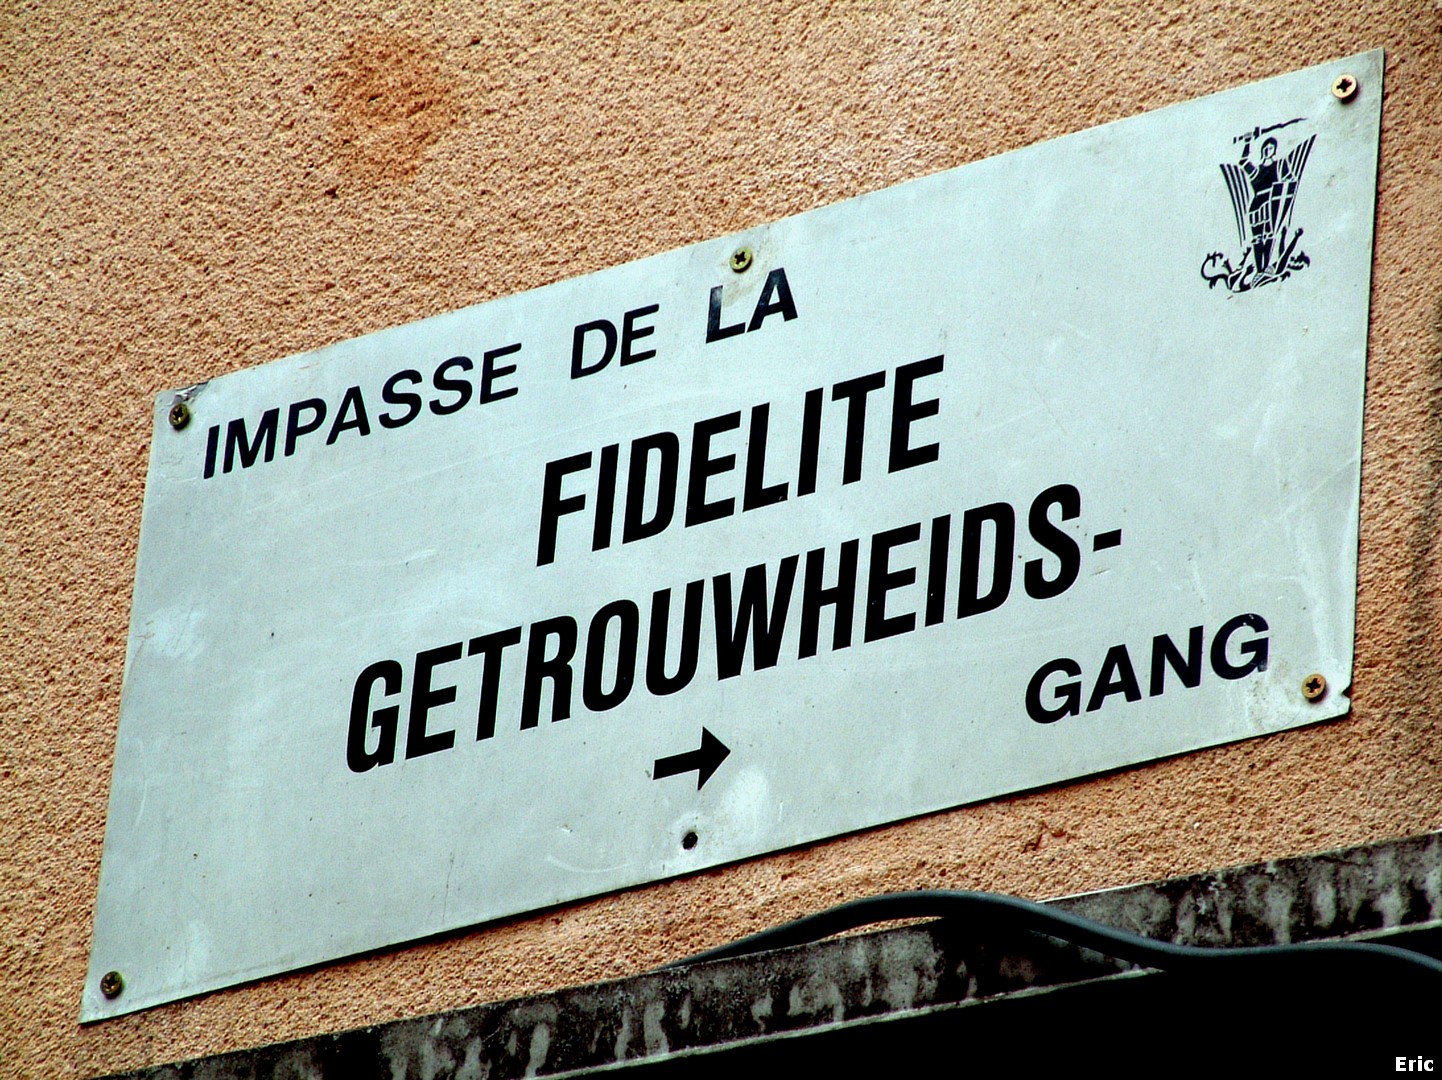 IMPASSE DE LA
FIDELITE
GETROUWHEIDS-
GANG
Eric